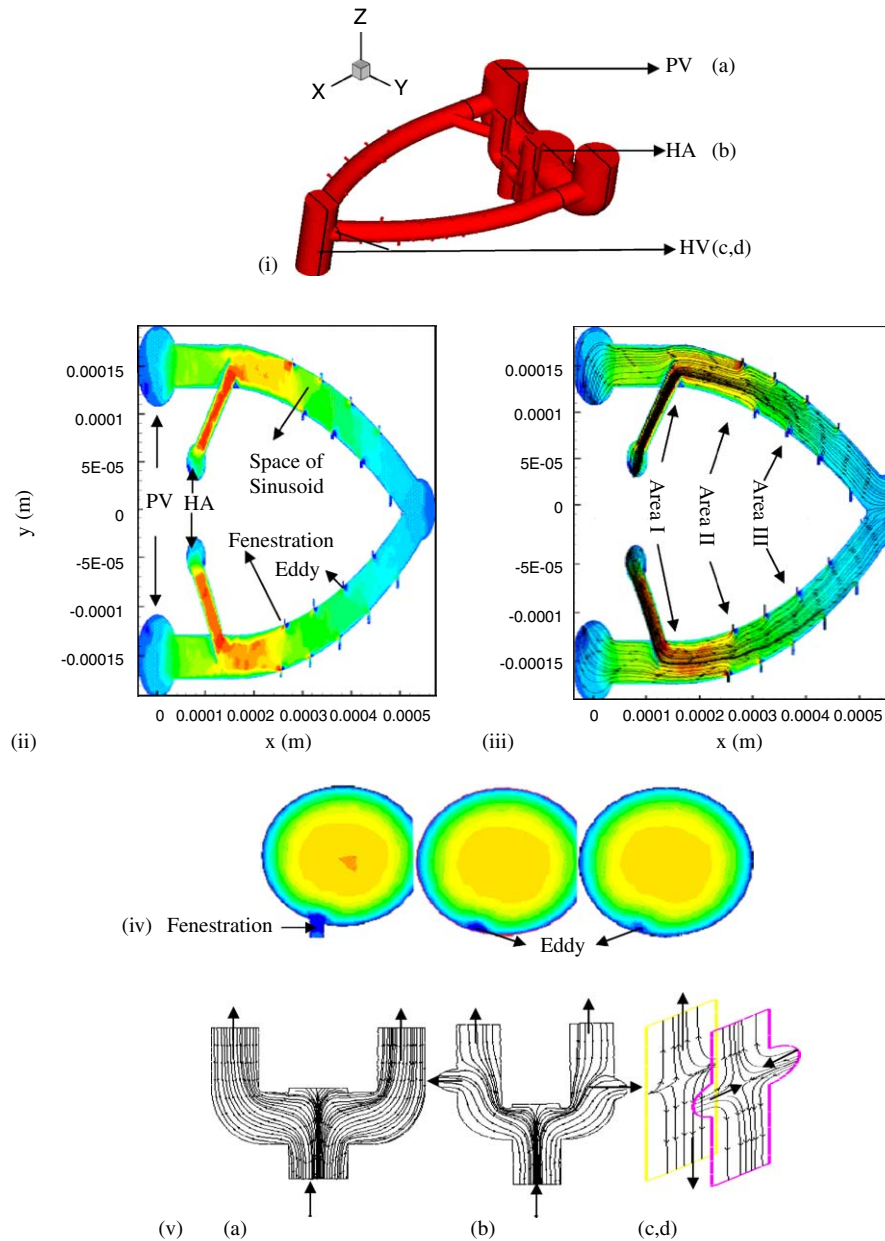 Z
X
Y
PV (a)
HA (b)
HV(c,d)
(i)
0.00015
0.0001
5E-05
0
-5E-05
-0.0001
-0.00015
y (m)
PV
HA
Space of
Sinusoid
Fenestration
Eddy
0 0.0001 0.0002 0.0003 0.0004 0.0005
x (m)
(ii)
0.00015
0.0001
5E-05
0
-5E-05
-0.0001
-0.00015
Area I
Area II
Area III
0 0.0001 0.0002 0.0003 0.0004 0.0005
x (m)
(iii)
(iv) Fenestration
Eddy
(v) (a) (b) (c,d)